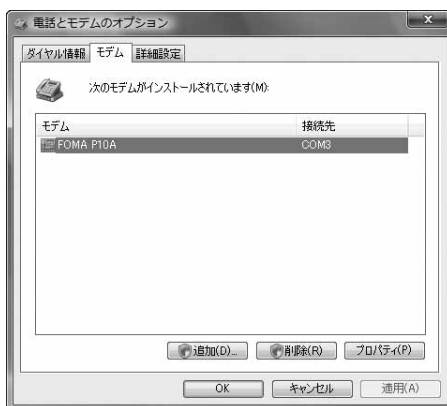 電話とモデムのオプション
ダイヤル情報 モデム 詳細設定
次のモデムがインストールされています(M):
モデム 接続先
FOMA P10A COM3
追加(D)... 削除(R) プロパティ(P)
OK キャンセル 適用(A)